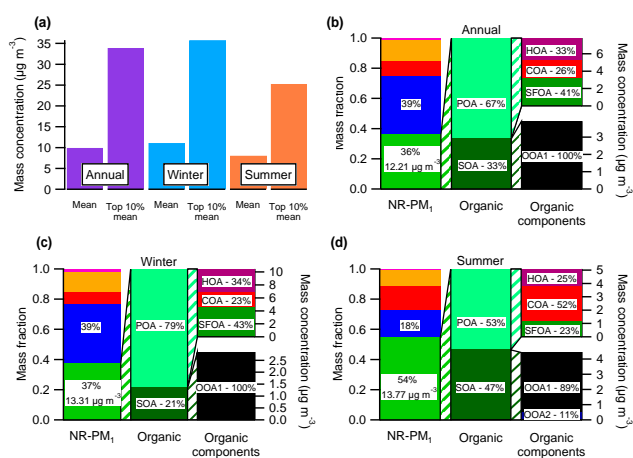 (a)
Mass concentration (µg m⁻³)
35
30
25
20
15
10
5
0
Annual
Winter
Summer
Mean
Top 10% mean
Mean
Top 10% mean
Mean
Top 10% mean
(b)
Annual
Mass fraction
1.0
0.8
0.6
0.4
0.2
0.0
39%
36%
12.21 µg m⁻³
POA - 67%
SOA - 33%
HOA - 33%
COA - 26%
SFOA - 41%
OOA1 - 100%
6
4
2
0
3
2
1
0
Mass concentration (µg m⁻³)
NR-PM₁
Organic
Organic components
(c)
Winter
Mass fraction
1.0
0.8
0.6
0.4
0.2
0.0
39%
37%
13.31 µg m⁻³
POA - 79%
SOA - 21%
HOA - 34%
COA - 23%
SFOA - 43%
OOA1 - 100%
10
8
6
4
2
0
2.5
2.0
1.5
1.0
0.5
0.0
Mass concentration (µg m⁻³)
NR-PM₁
Organic
Organic components
(d)
Summer
Mass fraction
1.0
0.8
0.6
0.4
0.2
0.0
18%
54%
13.77 µg m⁻³
POA - 53%
SOA - 47%
HOA - 25%
COA - 52%
SFOA - 23%
OOA1 - 89%
OOA2 - 11%
5
4
3
2
1
0
4
3
2
1
0
Mass concentration (µg m⁻³)
NR-PM₁
Organic
Organic components